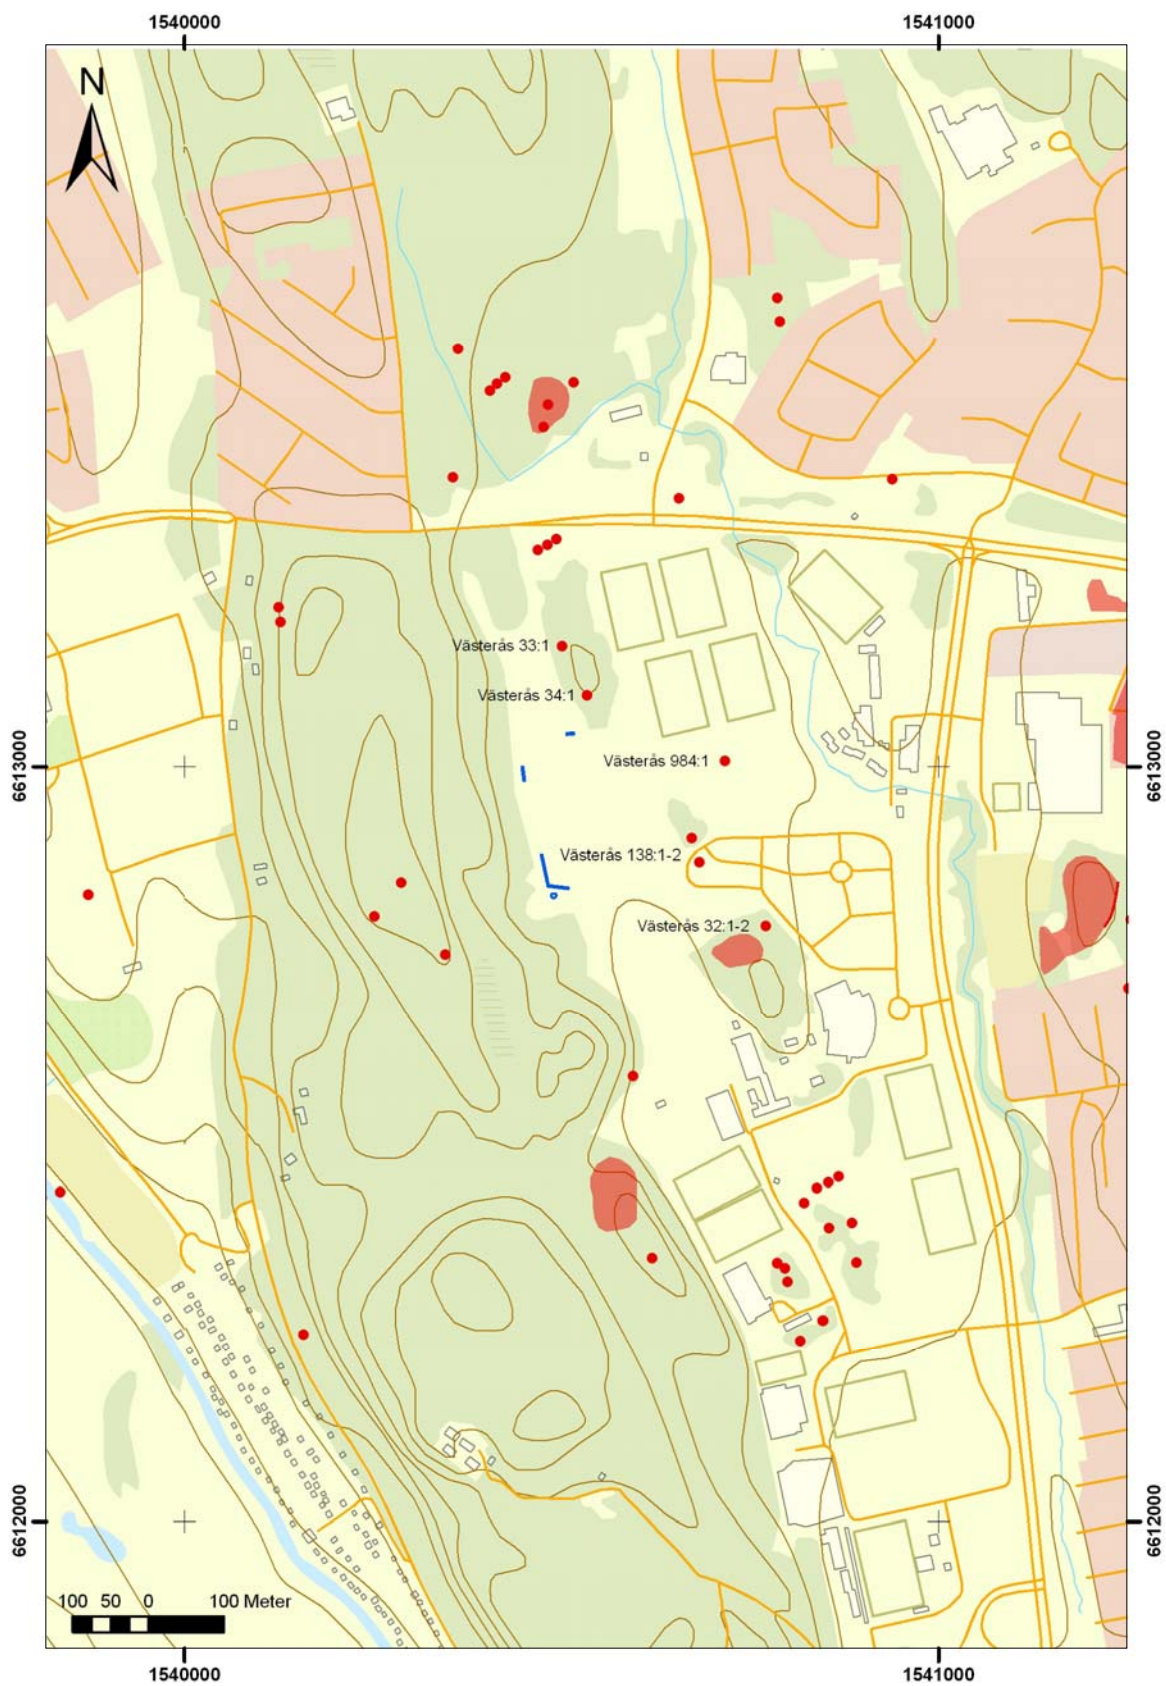 1540000
1541000
N
Västerås 33:1
Västerås 34:1
Västerås 984:1
6613000
6613000
Västerås 138:1-2
Västerås 32:1-2
6612000
6612000
100 50 0 100 Meter
1540000
1541000